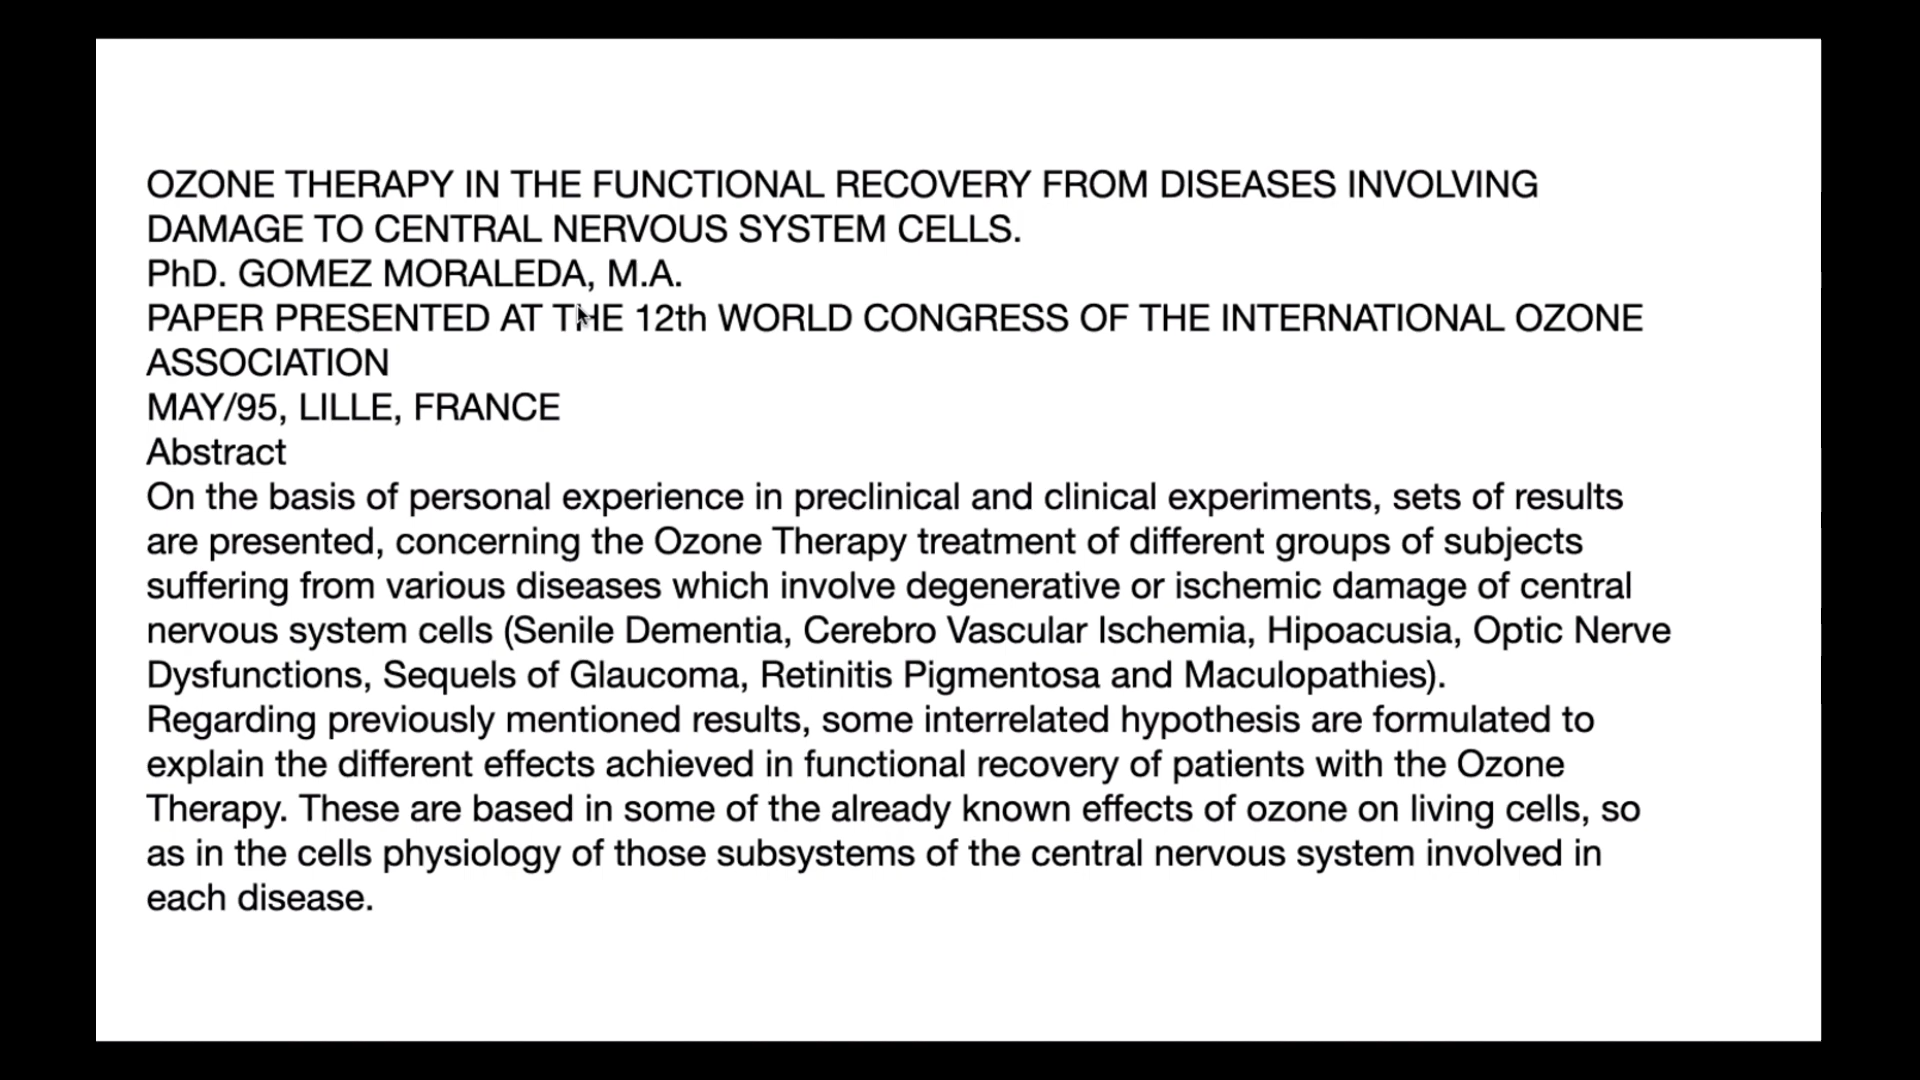 OZONE THERAPY IN THE FUNCTIONAL RECOVERY FROM DISEASES INVOLVING
DAMAGE TO CENTRAL NERVOUS SYSTEM CELLS.
PhD. GOMEZ MORALEDA, M.A.
PAPER PRESENTED AT THE 12th WORLD CONGRESS OF THE INTERNATIONAL OZONE
ASSOCIATION
MAY/95, LILLE, FRANCE
Abstract
On the basis of personal experience in preclinical and clinical experiments, sets of results
are presented, concerning the Ozone Therapy treatment of different groups of subjects
suffering from various diseases which involve degenerative or ischemic damage of central
nervous system cells (Senile Dementia, Cerebro Vascular Ischemia, Hipoacusia, Optic Nerve
Dysfunctions, Sequels of Glaucoma, Retinitis Pigmentosa and Maculopathies).
Regarding previously mentioned results, some interrelated hypothesis are formulated to
explain the different effects achieved in functional recovery of patients with the Ozone
Therapy. These are based in some of the already known effects of ozone on living cells, so
as in the cells physiology of those subsystems of the central nervous system involved in
each disease.